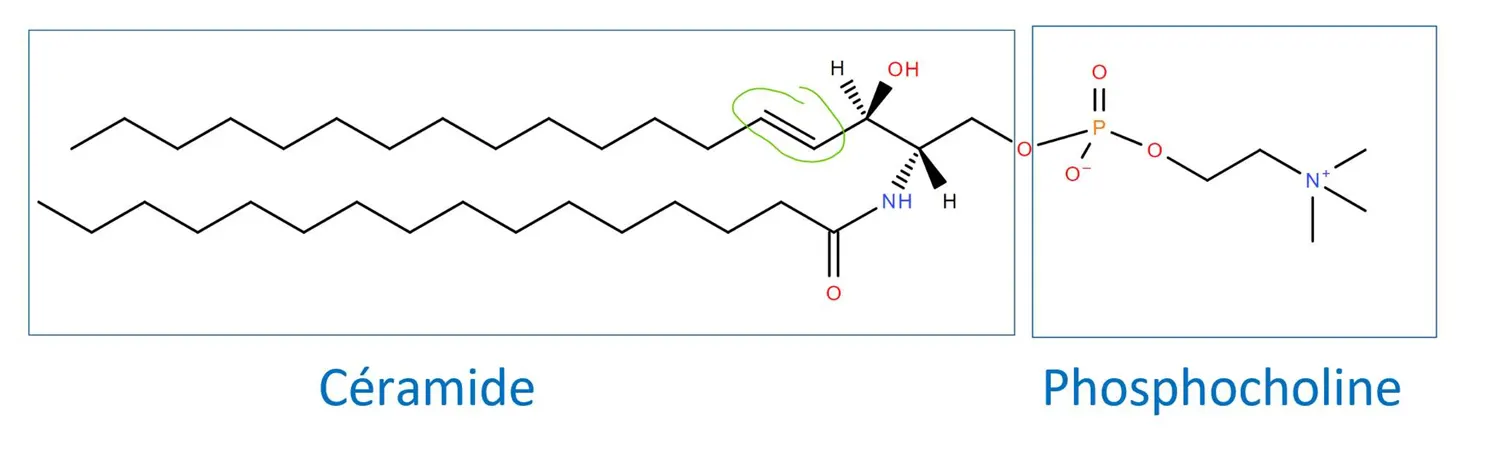 H OH
O
P
O O
O⁻
N⁺
NH H
O
Céramide
Phosphocholine